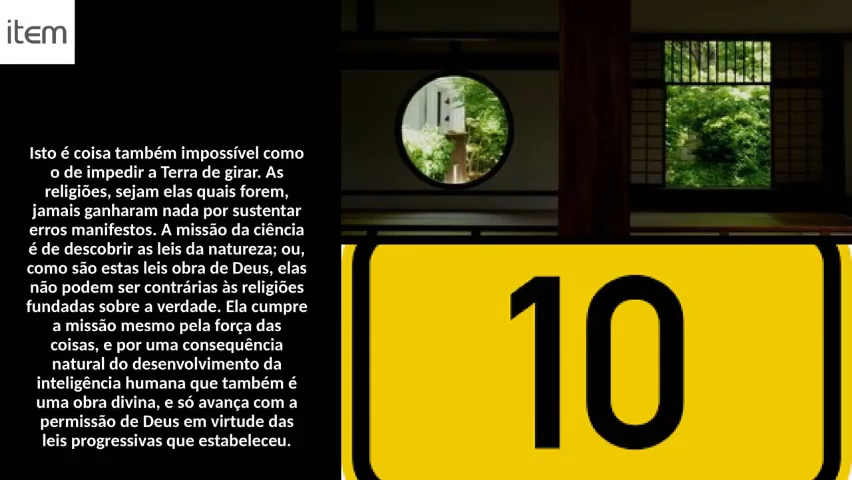 item
Isto é coisa também impossível como
o de impedir a Terra de girar. As
religiões, sejam elas quais forem,
jamais ganharam nada por sustentar
erros manifestos. A missão da ciência
é de descobrir as leis da natureza; ou,
como são estas leis obra de Deus, elas
não podem ser contrárias às religiões
fundadas sobre a verdade. Ela cumpre
a missão mesmo pela força das
coisas, e por uma consequência
natural do desenvolvimento da
inteligência humana que também é
uma obra divina, e só avança com a
permissão de Deus em virtude das
leis progressivas que estabeleceu.
10